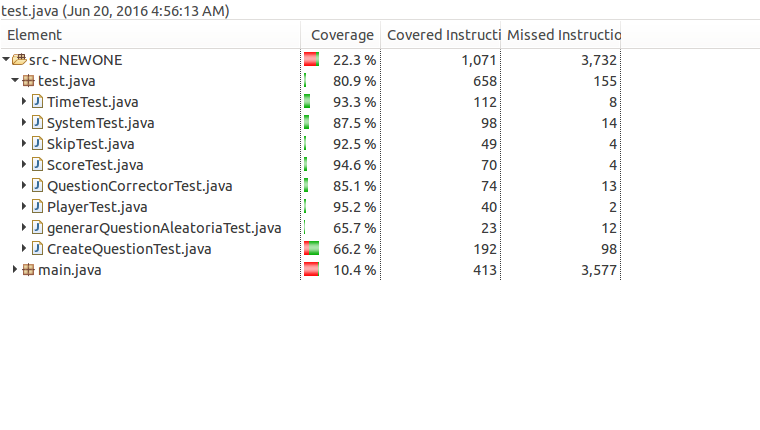 test.java (Jun 20, 2016 4:56:13 AM)
Element Coverage Covered Instructi Missed Instructio
src - NEWONE 22.3 % 1,071 3,732
test.java 80.9 % 658 155
TimeTest.java 93.3 % 112 8
SystemTest.java 87.5 % 98 14
SkipTest.java 92.5 % 49 4
ScoreTest.java 94.6 % 70 4
QuestionCorrectorTest.java 85.1 % 74 13
PlayerTest.java 95.2 % 40 2
generarQuestionAleatoriaTest.java 65.7 % 23 12
CreateQuestionTest.java 66.2 % 192 98
main.java 10.4 % 413 3,577